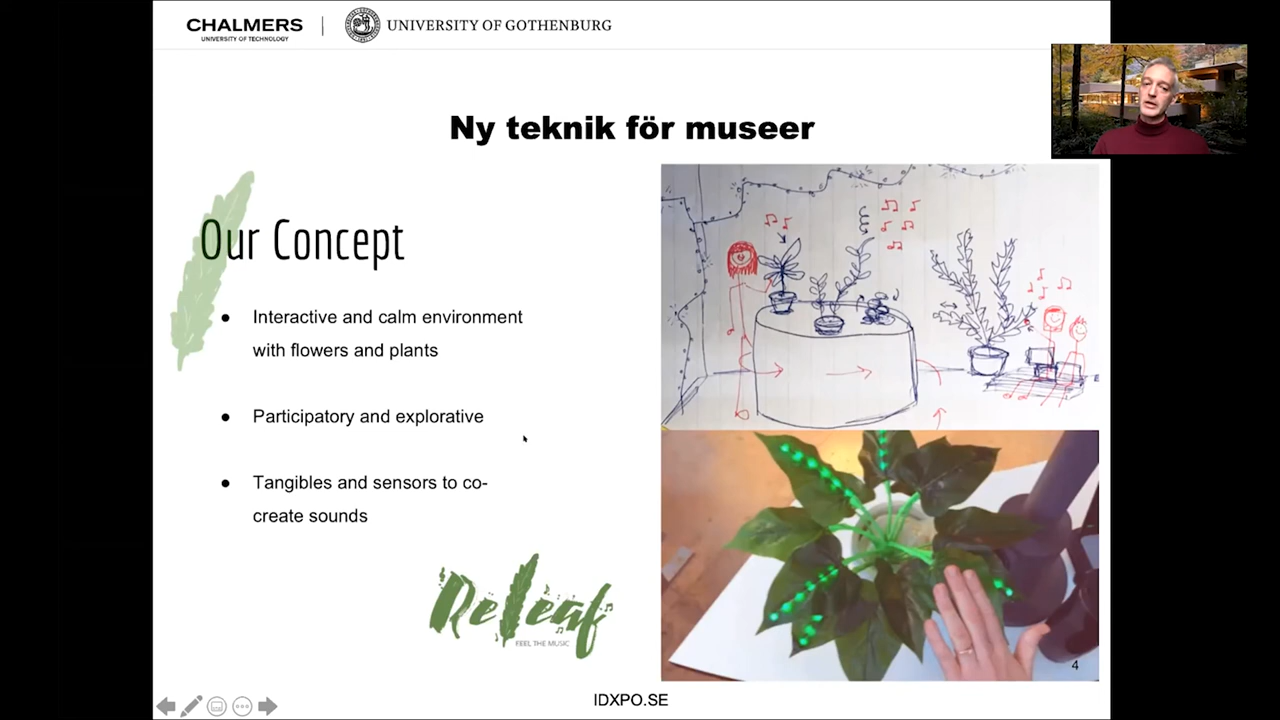 CHALMERS
UNIVERSITY OF TECHNOLOGY
UNIVERSITY OF GOTHENBURG
Ny teknik för museer
Our Concept
● Interactive and calm environment
with flowers and plants
● Participatory and explorative
● Tangibles and sensors to co-
create sounds
Releaf
FEEL THE MUSIC
4
IDXPO.SE